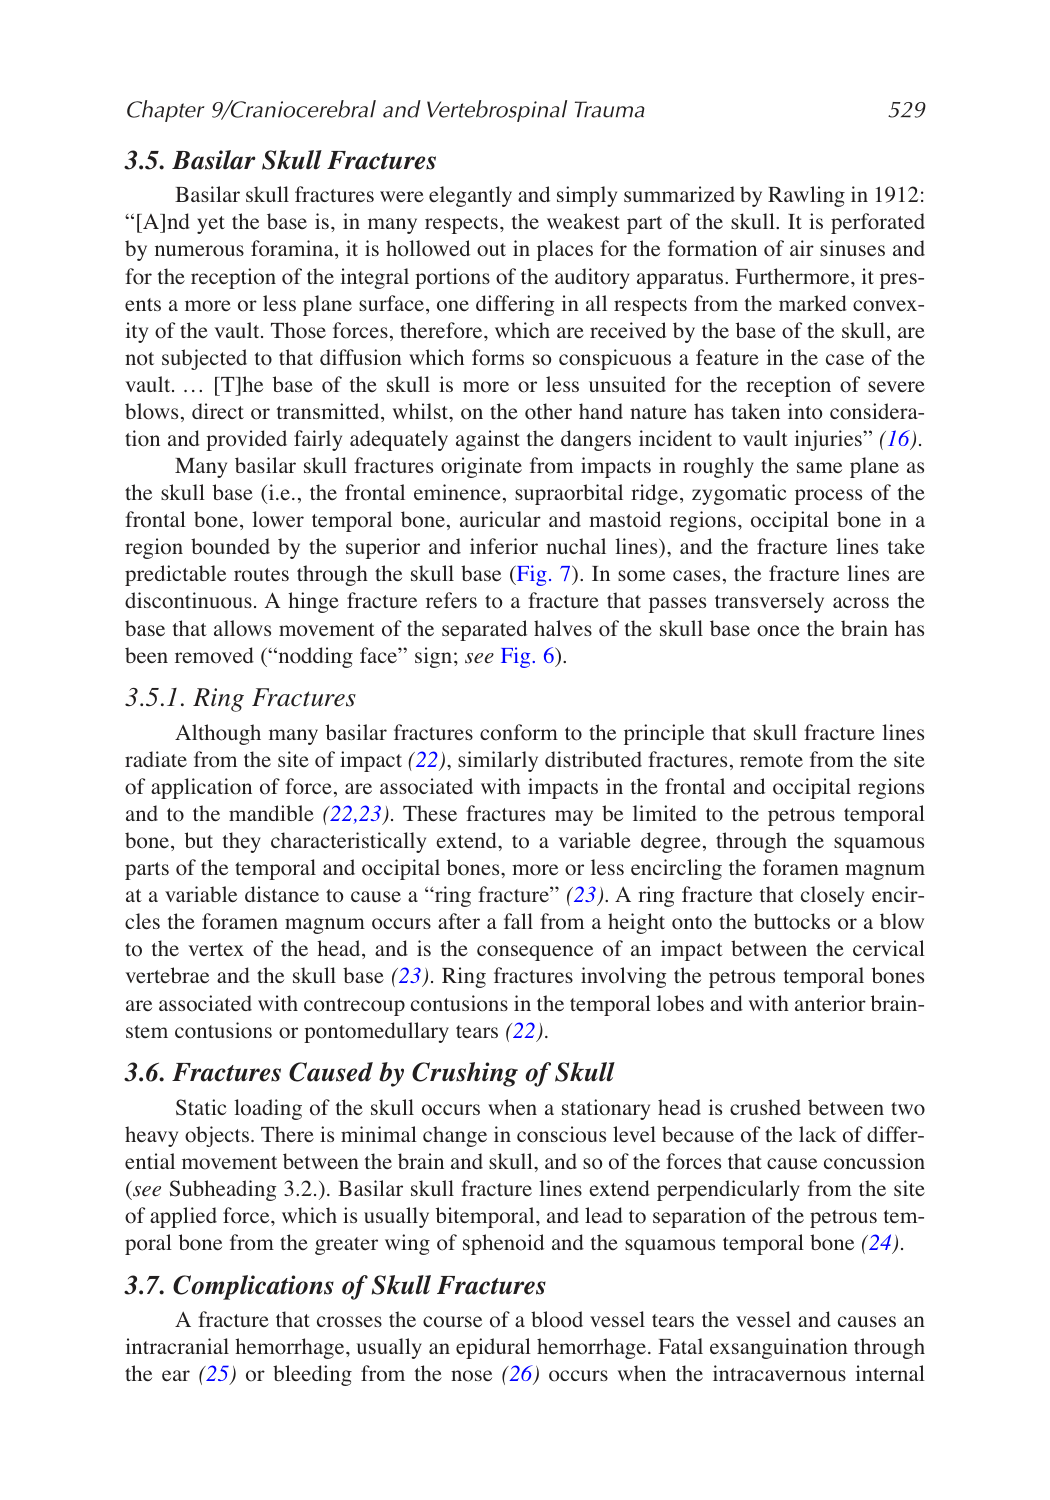 Chapter 9/Craniocerebral and Vertebrospinal Trauma 529
3.5. Basilar Skull Fractures
Basilar skull fractures were elegantly and simply summarized by Rawling in 1912:
“[A]nd yet the base is, in many respects, the weakest part of the skull. It is perforated
by numerous foramina, it is hollowed out in places for the formation of air sinuses and
for the reception of the integral portions of the auditory apparatus. Furthermore, it pres-
ents a more or less plane surface, one differing in all respects from the marked convex-
ity of the vault. Those forces, therefore, which are received by the base of the skull, are
not subjected to that diffusion which forms so conspicuous a feature in the case of the
vault. … [T]he base of the skull is more or less unsuited for the reception of severe
blows, direct or transmitted, whilst, on the other hand nature has taken into considera-
tion and provided fairly adequately against the dangers incident to vault injuries” (16).
Many basilar skull fractures originate from impacts in roughly the same plane as
the skull base (i.e., the frontal eminence, supraorbital ridge, zygomatic process of the
frontal bone, lower temporal bone, auricular and mastoid regions, occipital bone in a
region bounded by the superior and inferior nuchal lines), and the fracture lines take
predictable routes through the skull base (Fig. 7). In some cases, the fracture lines are
discontinuous. A hinge fracture refers to a fracture that passes transversely across the
base that allows movement of the separated halves of the skull base once the brain has
been removed (“nodding face” sign; see Fig. 6).
3.5.1. Ring Fractures
Although many basilar fractures conform to the principle that skull fracture lines
radiate from the site of impact (22), similarly distributed fractures, remote from the site
of application of force, are associated with impacts in the frontal and occipital regions
and to the mandible (22,23). These fractures may be limited to the petrous temporal
bone, but they characteristically extend, to a variable degree, through the squamous
parts of the temporal and occipital bones, more or less encircling the foramen magnum
at a variable distance to cause a “ring fracture” (23). A ring fracture that closely encir-
cles the foramen magnum occurs after a fall from a height onto the buttocks or a blow
to the vertex of the head, and is the consequence of an impact between the cervical
vertebrae and the skull base (23). Ring fractures involving the petrous temporal bones
are associated with contrecoup contusions in the temporal lobes and with anterior brain-
stem contusions or pontomedullary tears (22).
3.6. Fractures Caused by Crushing of Skull
Static loading of the skull occurs when a stationary head is crushed between two
heavy objects. There is minimal change in conscious level because of the lack of differ-
ential movement between the brain and skull, and so of the forces that cause concussion
(see Subheading 3.2.). Basilar skull fracture lines extend perpendicularly from the site
of applied force, which is usually bitemporal, and lead to separation of the petrous tem-
poral bone from the greater wing of sphenoid and the squamous temporal bone (24).
3.7. Complications of Skull Fractures
A fracture that crosses the course of a blood vessel tears the vessel and causes an
intracranial hemorrhage, usually an epidural hemorrhage. Fatal exsanguination through
the ear (25) or bleeding from the nose (26) occurs when the intracavernous internal